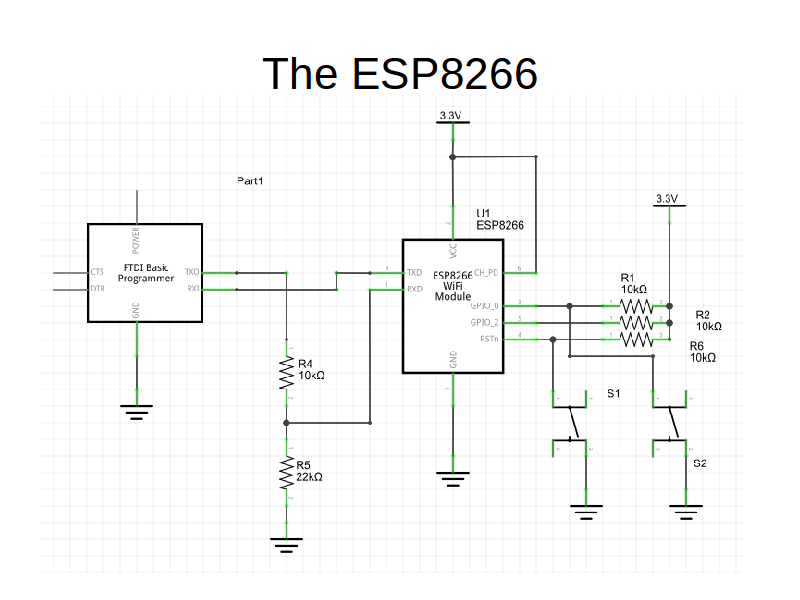 The ESP8266
3.3V
Part1
3.3V
U1
ESP8266
POWER
VCC
CTS
DTR
FTDI Basic
Programmer
TXO
RXI
GND
TXD
RXD
ESP8266
WiFi
Module
CH_PD
GPIO_0
GPIO_2
RSTn
GND
R1
10kΩ
R2
10kΩ
R6
10kΩ
R4
10kΩ
S1
R5
22kΩ
S2